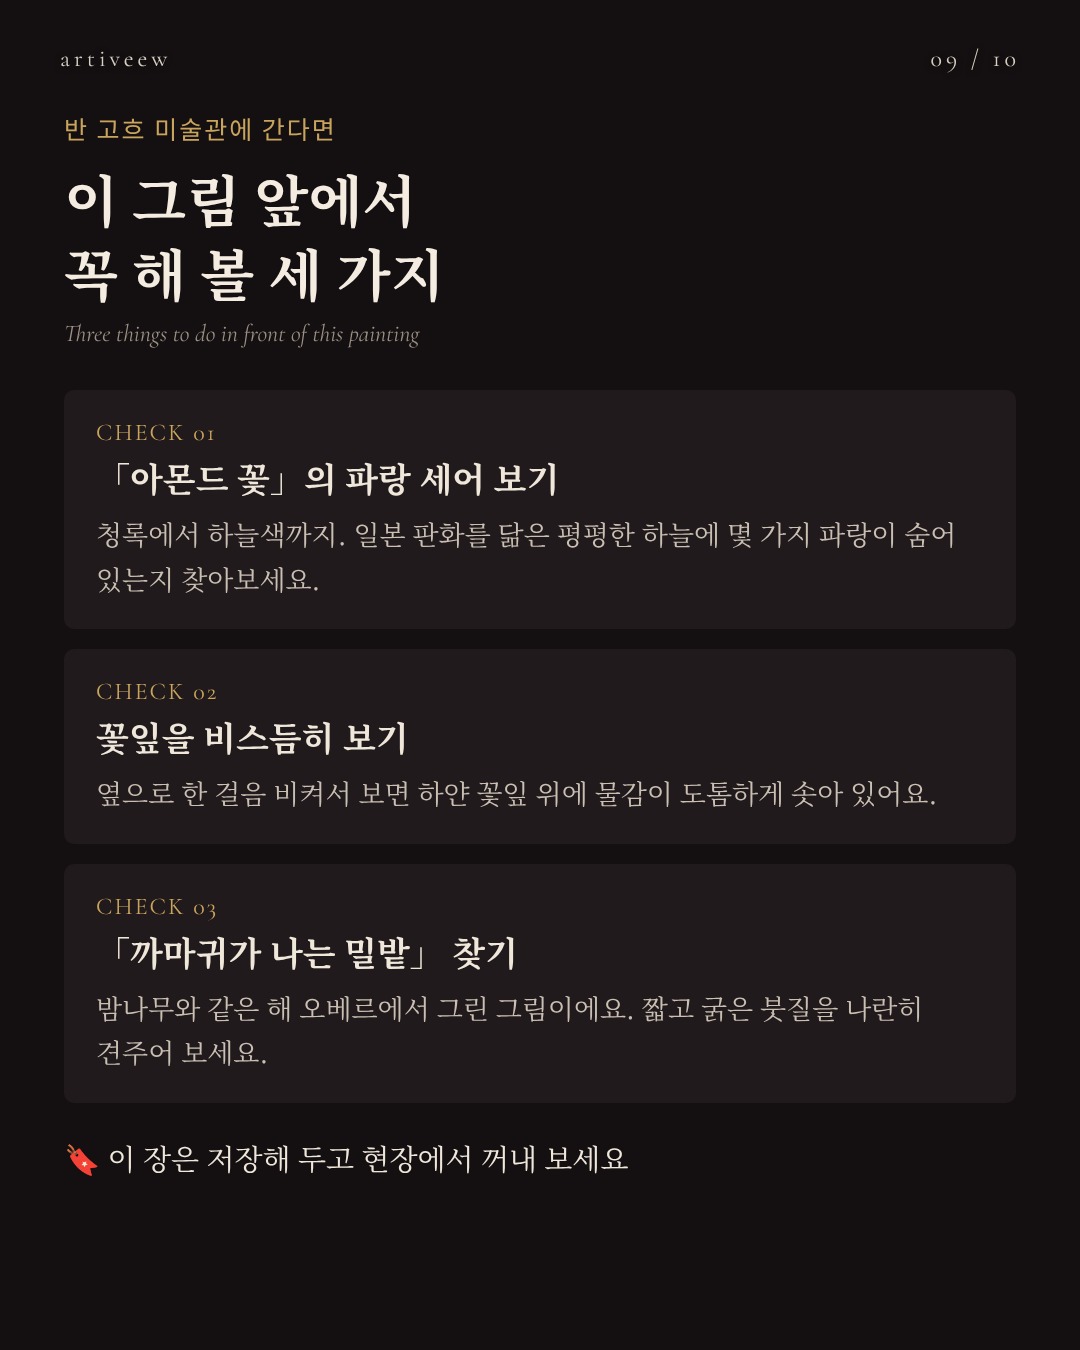 artiveew
09 / 10
반 고흐 미술관에 간다면
이 그림 앞에서
꼭 해 볼 세 가지
Three things to do in front of this painting
CHECK 01
「아몬드 꽃」의 파랑 세어 보기
청록에서 하늘색까지. 일본 판화를 닮은 평평한 하늘에 몇 가지 파랑이 숨어
있는지 찾아보세요.
CHECK 02
꽃잎을 비스듬히 보기
옆으로 한 걸음 비켜서 보면 하얀 꽃잎 위에 물감이 도톰하게 솟아 있어요.
CHECK 03
「까마귀가 나는 밀밭」 찾기
밤나무와 같은 해 오베르에서 그린 그림이에요. 짧고 굵은 붓질을 나란히
견주어 보세요.
🔖 이 장은 저장해 두고 현장에서 꺼내 보세요